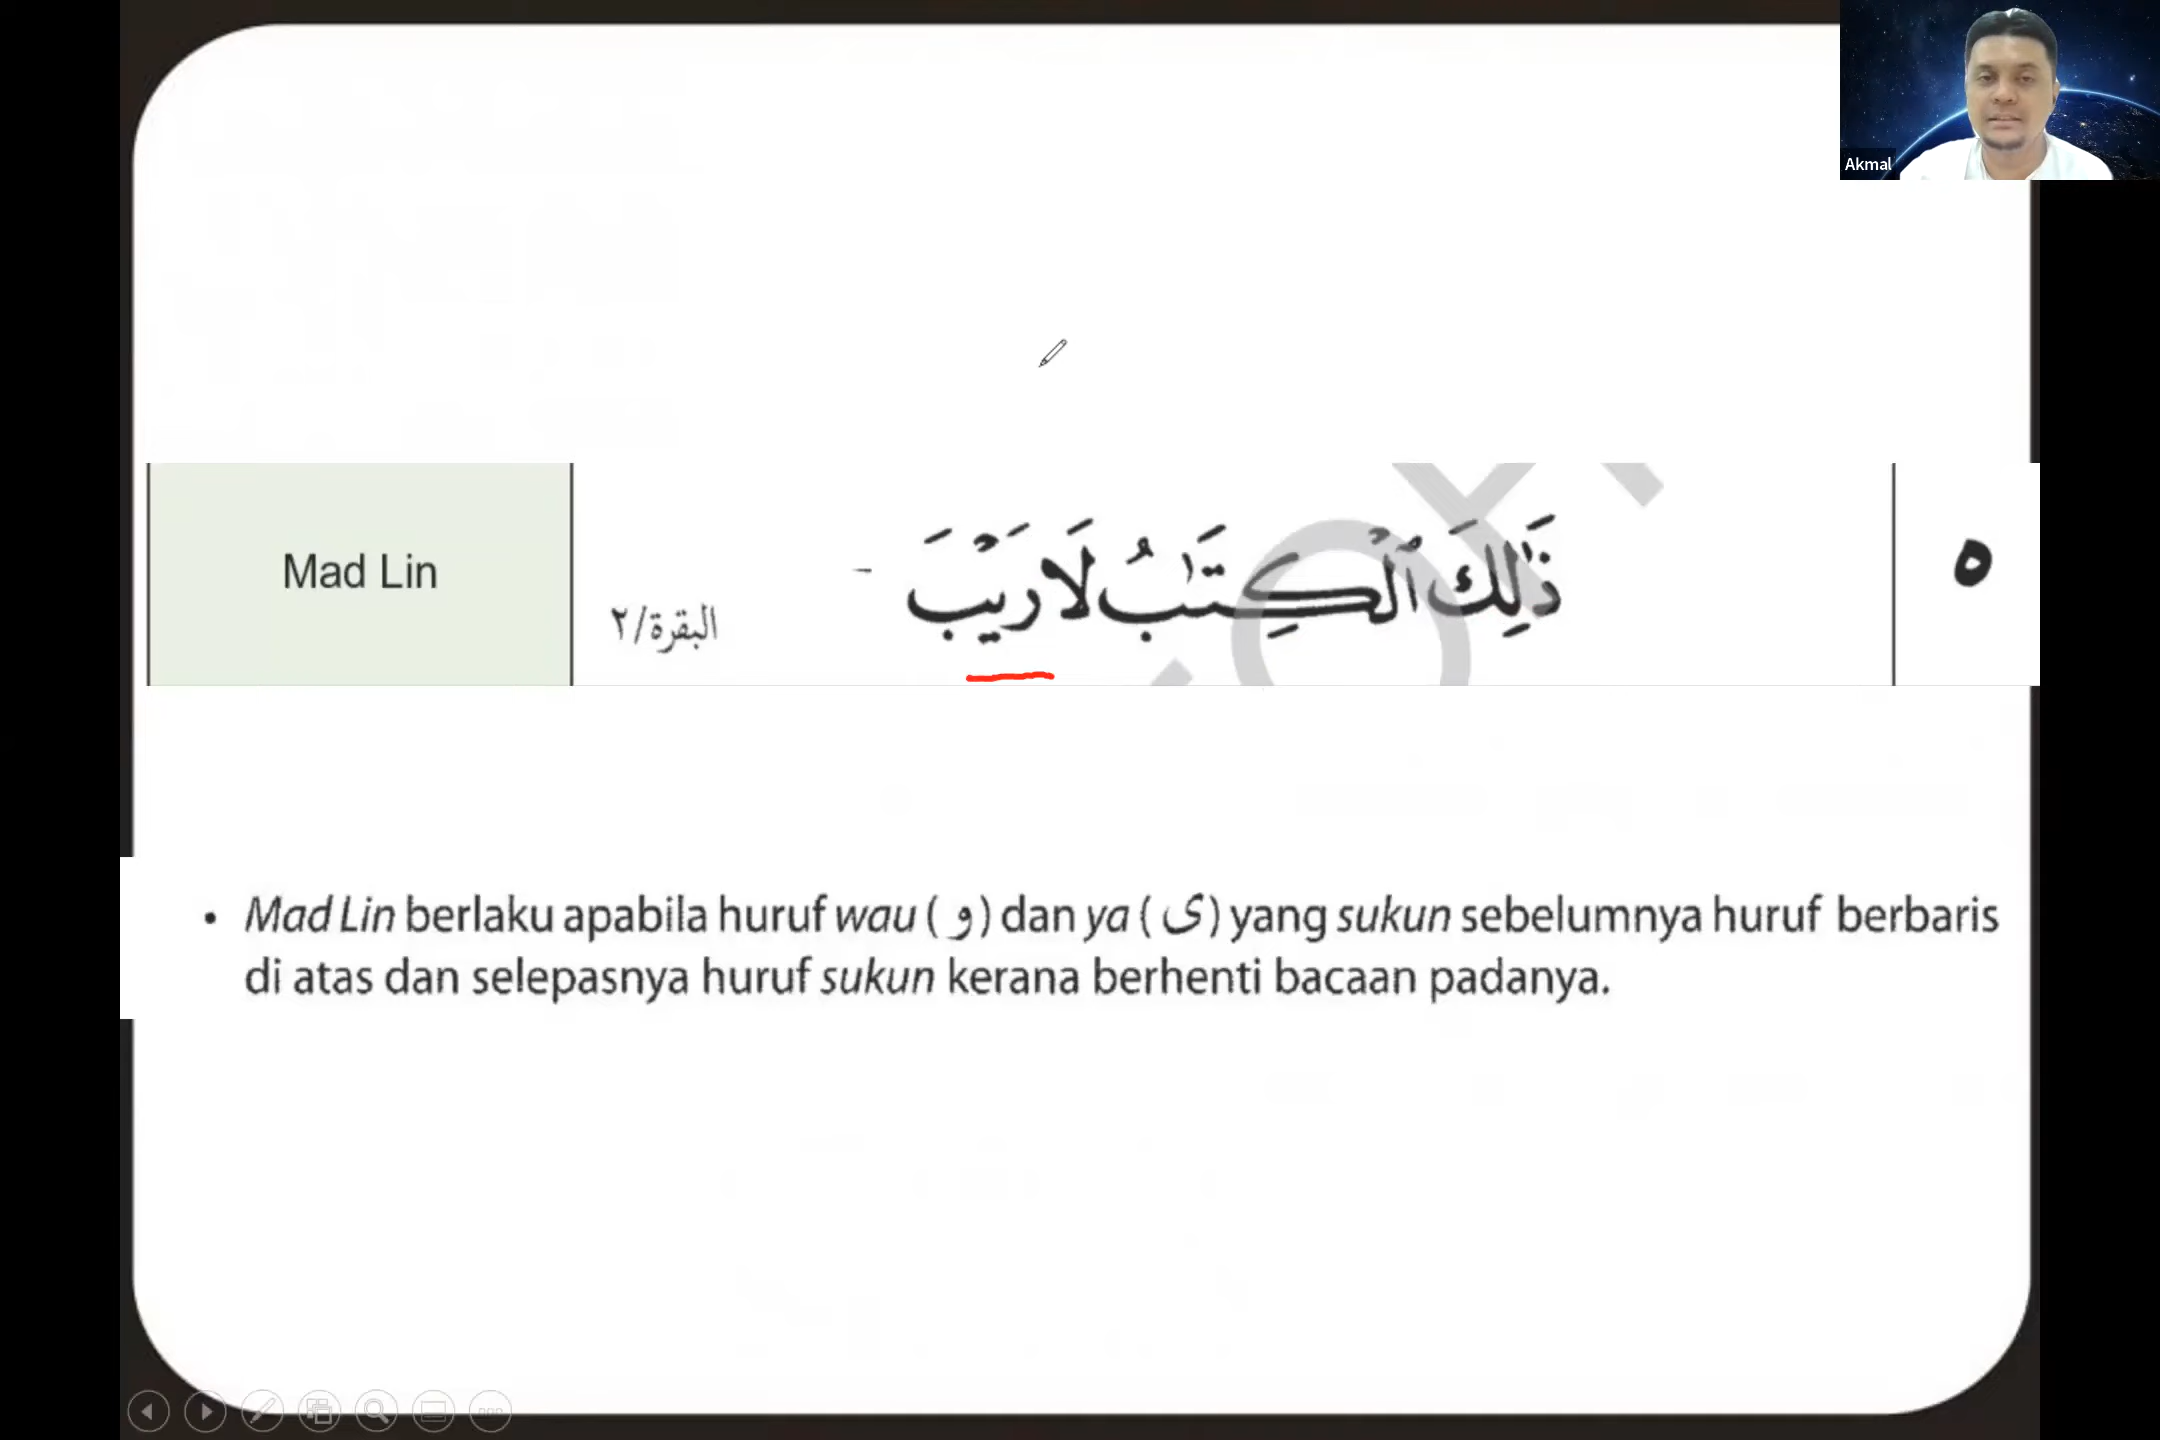 Akmal
Mad Lin
ذَٰلِكَ ٱلْكِتَٰبُ لَا رَيْبَ -
البقرة/٢
٥
• Mad Lin berlaku apabila huruf wau ( و ) dan ya ( ى ) yang sukun sebelumnya huruf berbaris
di atas dan selepasnya huruf sukun kerana berhenti bacaan padanya.